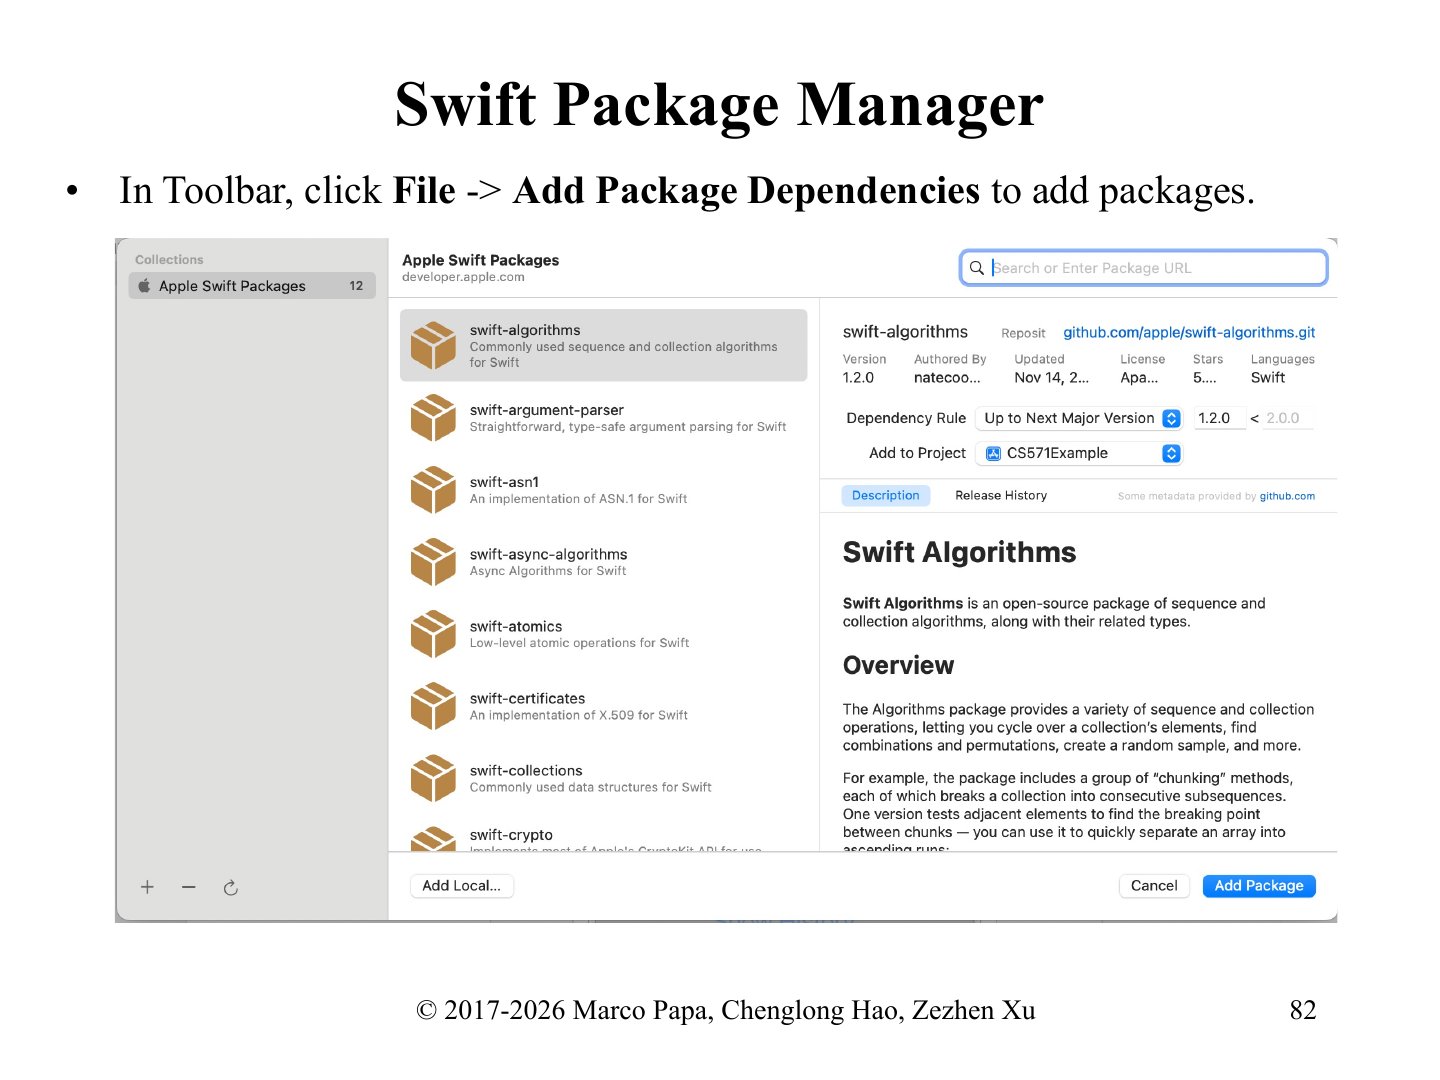 Swift Package Manager
• In Toolbar, click File -> Add Package Dependencies to add packages.
Collections
Apple Swift Packages 12
Apple Swift Packages
developer.apple.com
Search or Enter Package URL
swift-algorithms
Commonly used sequence and collection algorithms
for Swift
swift-argument-parser
Straightforward, type-safe argument parsing for Swift
swift-asn1
An implementation of ASN.1 for Swift
swift-async-algorithms
Async Algorithms for Swift
swift-atomics
Low-level atomic operations for Swift
swift-certificates
An implementation of X.509 for Swift
swift-collections
Commonly used data structures for Swift
swift-crypto
Implements most of Apple's CryptoKit API for use
swift-algorithms Reposit github.com/apple/swift-algorithms.git
Version Authored By Updated License Stars Languages
1.2.0 natecoo... Nov 14, 2... Apa... 5.... Swift
Dependency Rule Up to Next Major Version 1.2.0 < 2.0.0
Add to Project CS571Example
Description Release History Some metadata provided by github.com
Swift Algorithms
Swift Algorithms is an open-source package of sequence and
collection algorithms, along with their related types.
Overview
The Algorithms package provides a variety of sequence and collection
operations, letting you cycle over a collection's elements, find
combinations and permutations, create a random sample, and more.
For example, the package includes a group of “chunking” methods,
each of which breaks a collection into consecutive subsequences.
One version tests adjacent elements to find the breaking point
between chunks — you can use it to quickly separate an array into
ascending runs:
Add Local... Cancel Add Package
© 2017-2026 Marco Papa, Chenglong Hao, Zezhen Xu 82